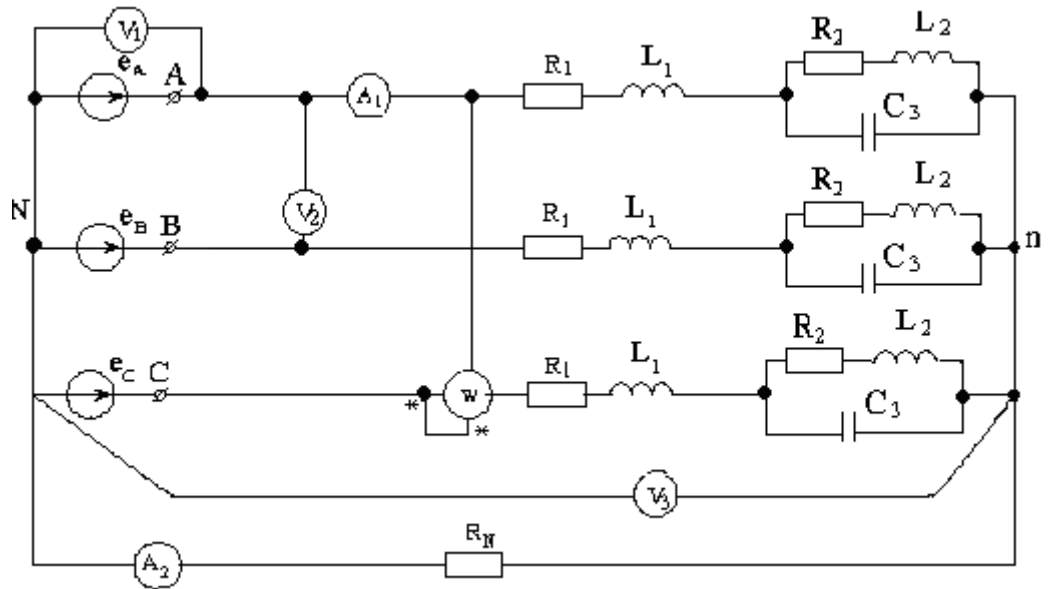 V1
eA A
A1
R1 L1
R2 L2
C3
N
V2
eB B
R1 L1
R2 L2
C3
n
eC C
* W *
R1 L1
R2 L2
C3
V3
A2
RN